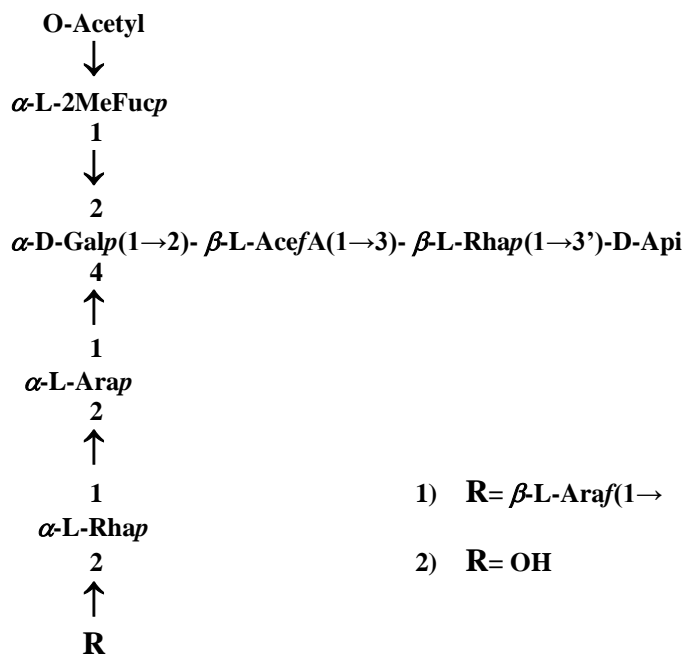 O-Acetyl
↓
α-L-2MeFucp
1
↓
2
α-D-Galp(1→2)- β-L-AcefA(1→3)- β-L-Rhap(1→3’)-D-Api
4
↑
1
α-L-Arap
2
↑
1
α-L-Rhap
2
↑
R
1) R= β-L-Araf(1→
2) R= OH